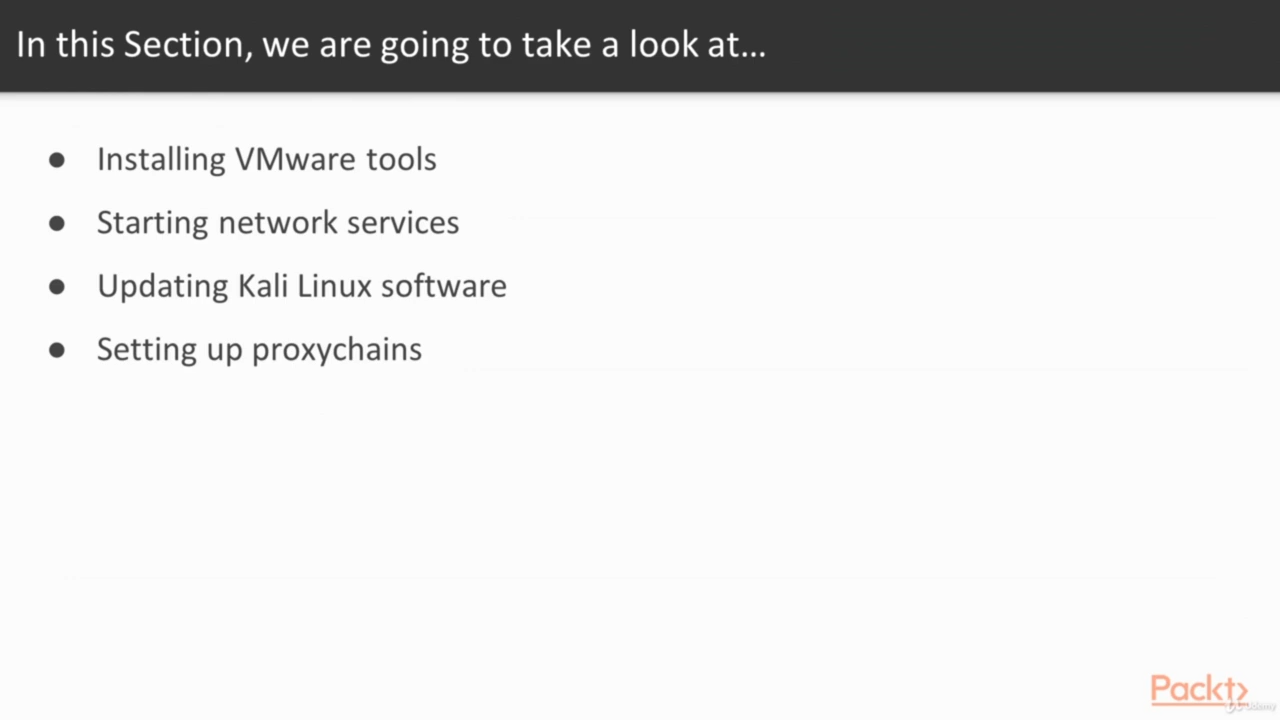 In this Section, we are going to take a look at...
● Installing VMware tools
● Starting network services
● Updating Kali Linux software
● Setting up proxychains
Packt>
Udemy